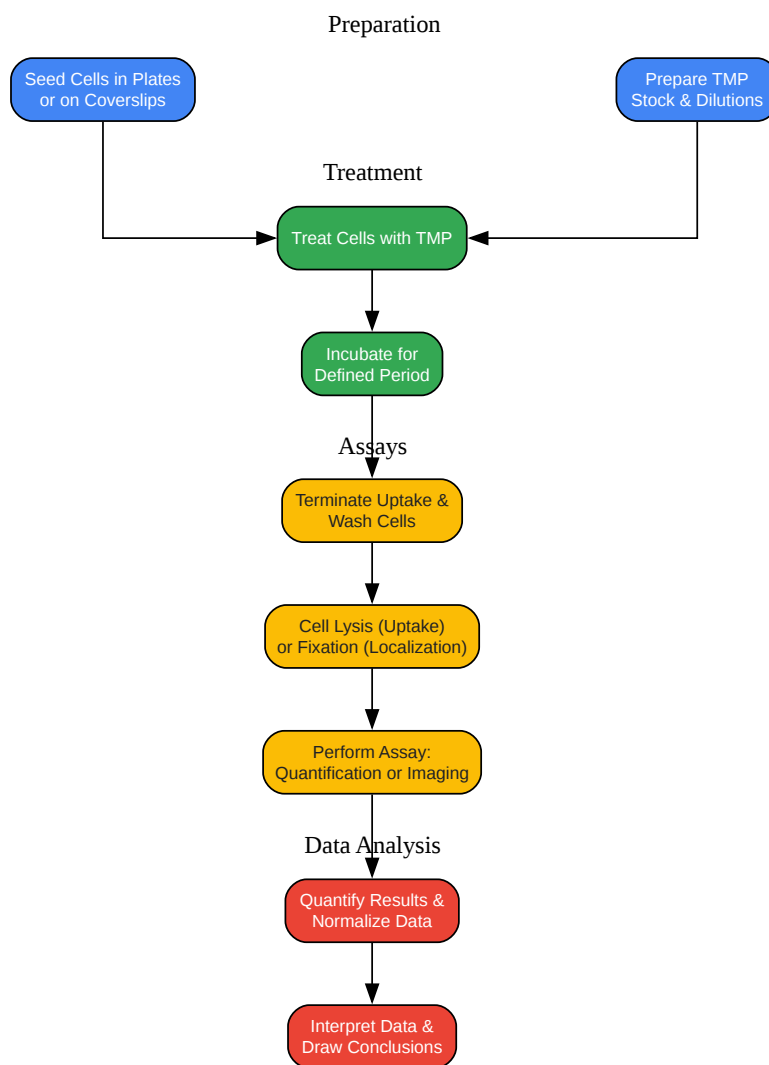 Preparation
Seed Cells in Plates
or on Coverslips
Prepare TMP
Stock & Dilutions
Treatment
Treat Cells with TMP
Incubate for
Defined Period
Assays
Terminate Uptake &
Wash Cells
Cell Lysis (Uptake)
or Fixation (Localization)
Perform Assay:
Quantification or Imaging
Data Analysis
Quantify Results &
Normalize Data
Interpret Data &
Draw Conclusions